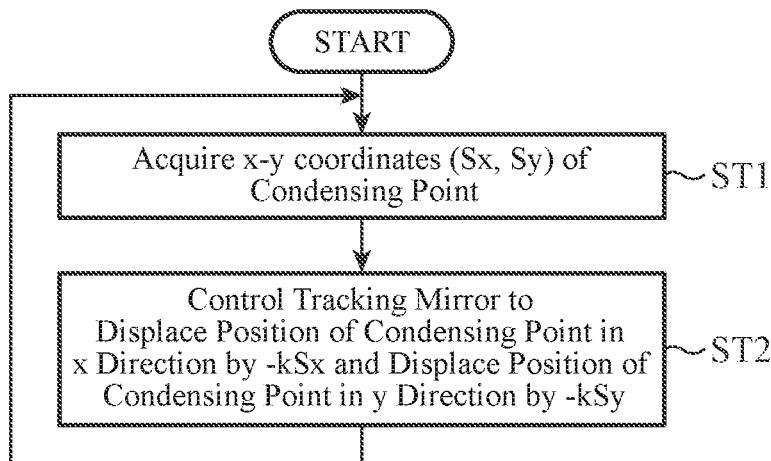 START
Acquire x-y coordinates (Sx, Sy) of
Condensing Point
ST1
Control Tracking Mirror to
Displace Position of Condensing Point in
x Direction by -kSx and Displace Position of
Condensing Point in y Direction by -kSy
ST2